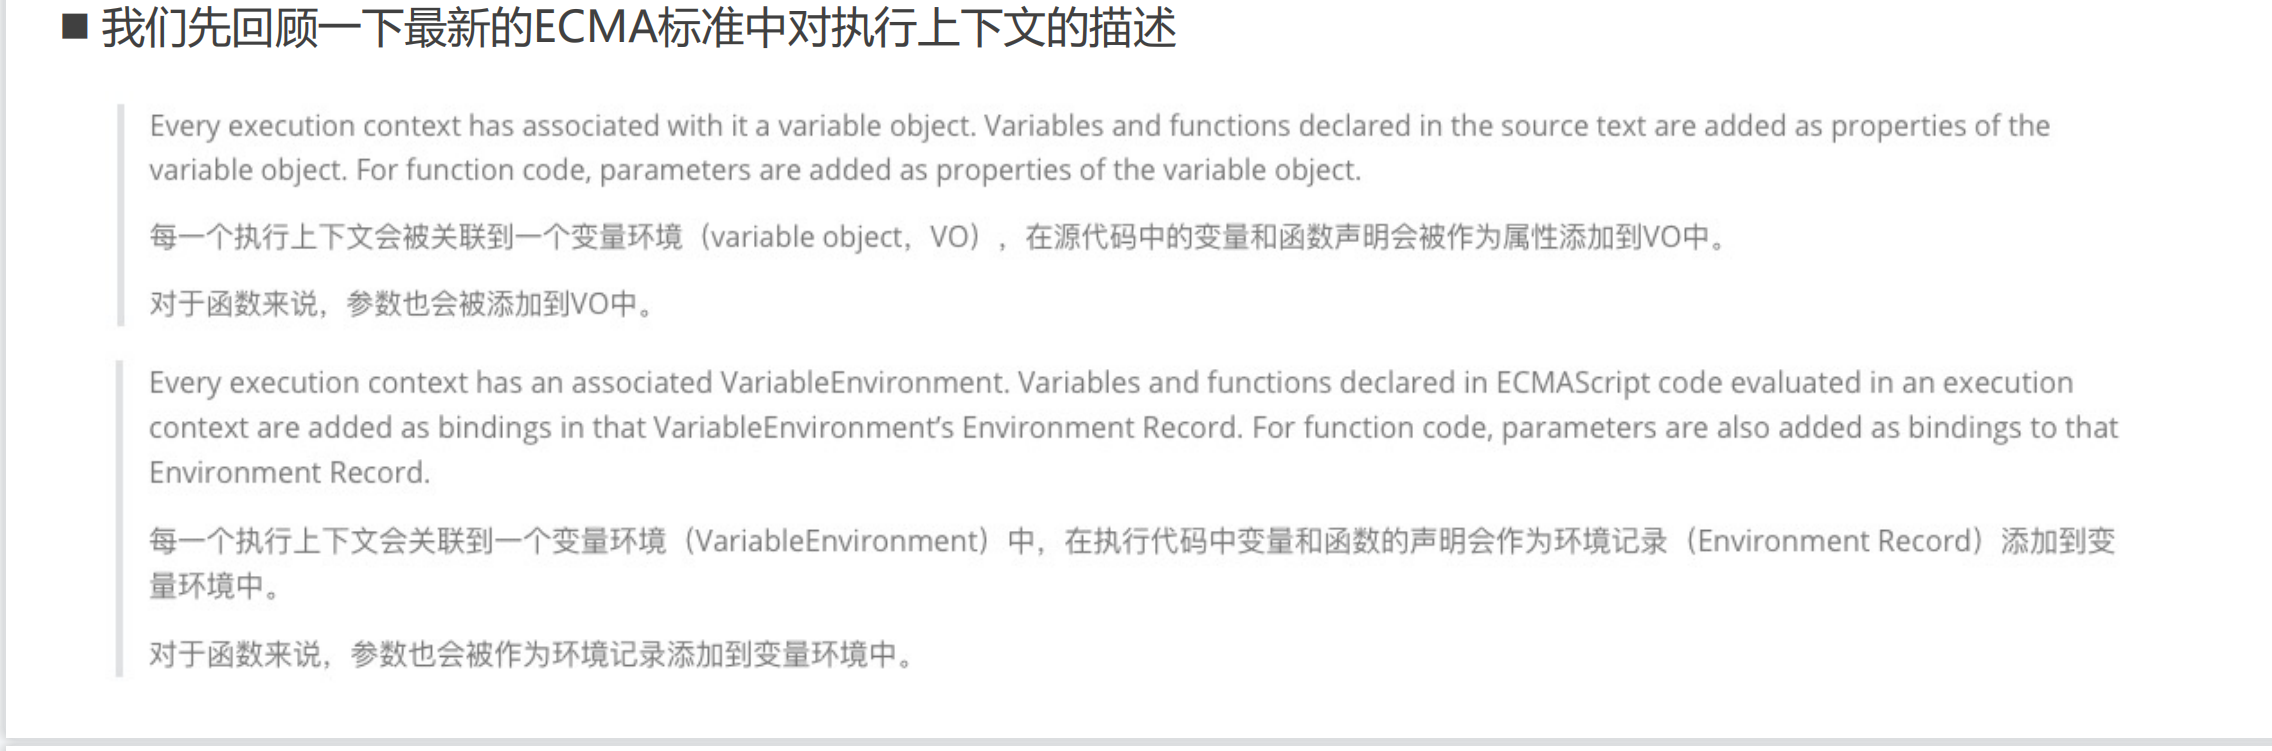 ■ 我们先回顾一下最新的ECMA标准中对执行上下文的描述
Every execution context has associated with it a variable object. Variables and functions declared in the source text are added as properties of the
variable object. For function code, parameters are added as properties of the variable object.
每一个执行上下文会被关联到一个变量环境（variable object，VO），在源代码中的变量和函数声明会被作为属性添加到VO中。
对于函数来说，参数也会被添加到VO中。
Every execution context has an associated VariableEnvironment. Variables and functions declared in ECMAScript code evaluated in an execution
context are added as bindings in that VariableEnvironment’s Environment Record. For function code, parameters are also added as bindings to that
Environment Record.
每一个执行上下文会关联到一个变量环境（VariableEnvironment）中，在执行代码中变量和函数的声明会作为环境记录（Environment Record）添加到变
量环境中。
对于函数来说，参数也会被作为环境记录添加到变量环境中。